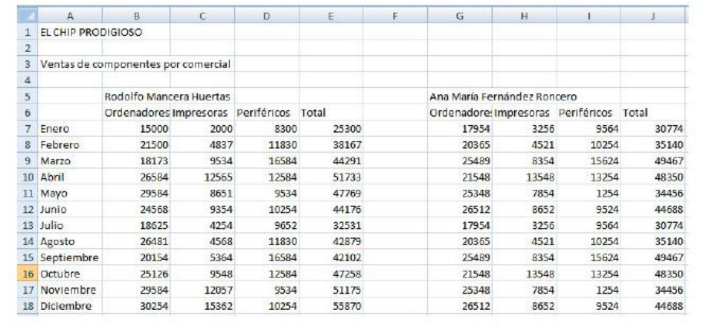 A B C D E F G H I J
1 EL CHIP PRODIGIOSO
2
3 Ventas de componentes por comercial
4
5 Rodolfo Mancera Huertas Ana María Fernández Roncero
6 Ordenadores Impresoras Periféricos Total Ordenadores Impresoras Periféricos Total
7 Enero 15000 2000 8300 25300 17954 3256 9564 30774
8 Febrero 21500 4837 11830 38167 20365 4521 10254 35140
9 Marzo 18173 9534 16584 44291 25489 8354 15624 49467
10 Abril 26584 12565 12584 51733 21548 13548 13254 48350
11 Mayo 29584 8651 9534 47769 25348 7854 1254 34456
12 Junio 24568 9354 10254 44176 26512 8652 9524 44688
13 Julio 18625 4254 9652 32531 17954 3256 9564 30774
14 Agosto 26481 4568 11830 42879 20365 4521 10254 35140
15 Septiembre 20154 5364 16584 42102 25489 8354 15624 49467
16 Octubre 25126 9548 12584 47258 21548 13548 13254 48350
17 Noviembre 29584 12057 9534 51175 25348 7854 1254 34456
18 Diciembre 30254 15362 10254 55870 26512 8652 9524 44688